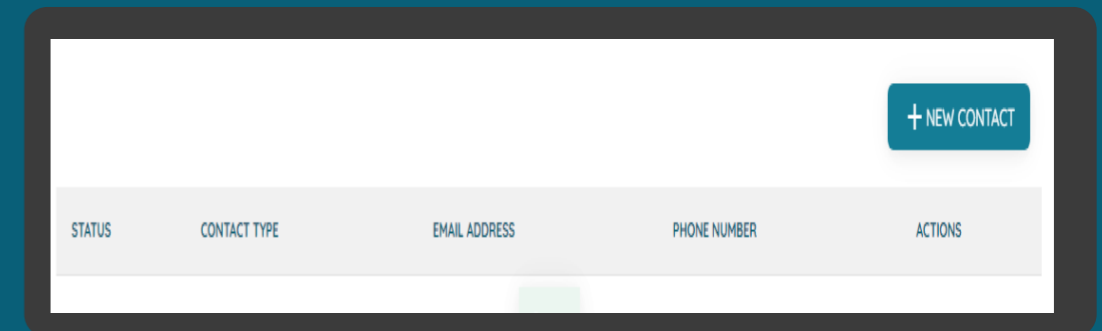 + NEW CONTACT
STATUS CONTACT TYPE EMAIL ADDRESS PHONE NUMBER ACTIONS